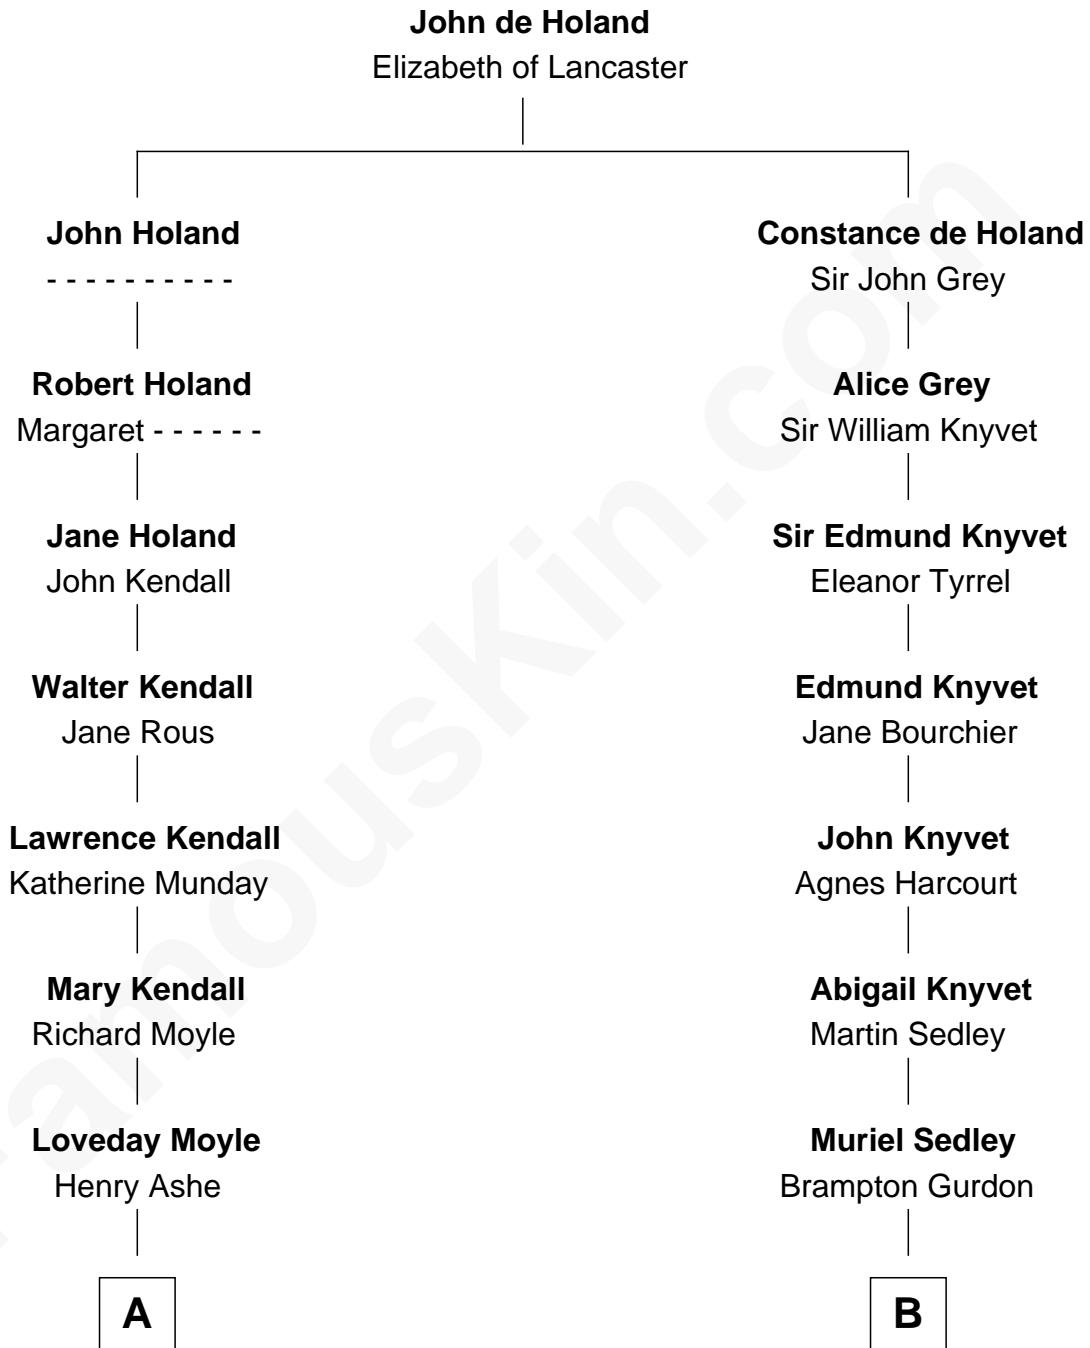 John de Holand
Elizabeth of Lancaster
John Holand
- - - - - - - - - -
Robert Holand
Margaret - - - - - -
Jane Holand
John Kendall
Walter Kendall
Jane Rous
Lawrence Kendall
Katherine Munday
Mary Kendall
Richard Moyle
Loveday Moyle
Henry Ashe
A
Constance de Holand
Sir John Grey
Alice Grey
Sir William Knyvet
Sir Edmund Knyvet
Eleanor Tyrrel
Edmund Knyvet
Jane Bourchier
John Knyvet
Agnes Harcourt
Abigail Knyvet
Martin Sedley
Muriel Sedley
Brampton Gurdon
B
FamousKin.com